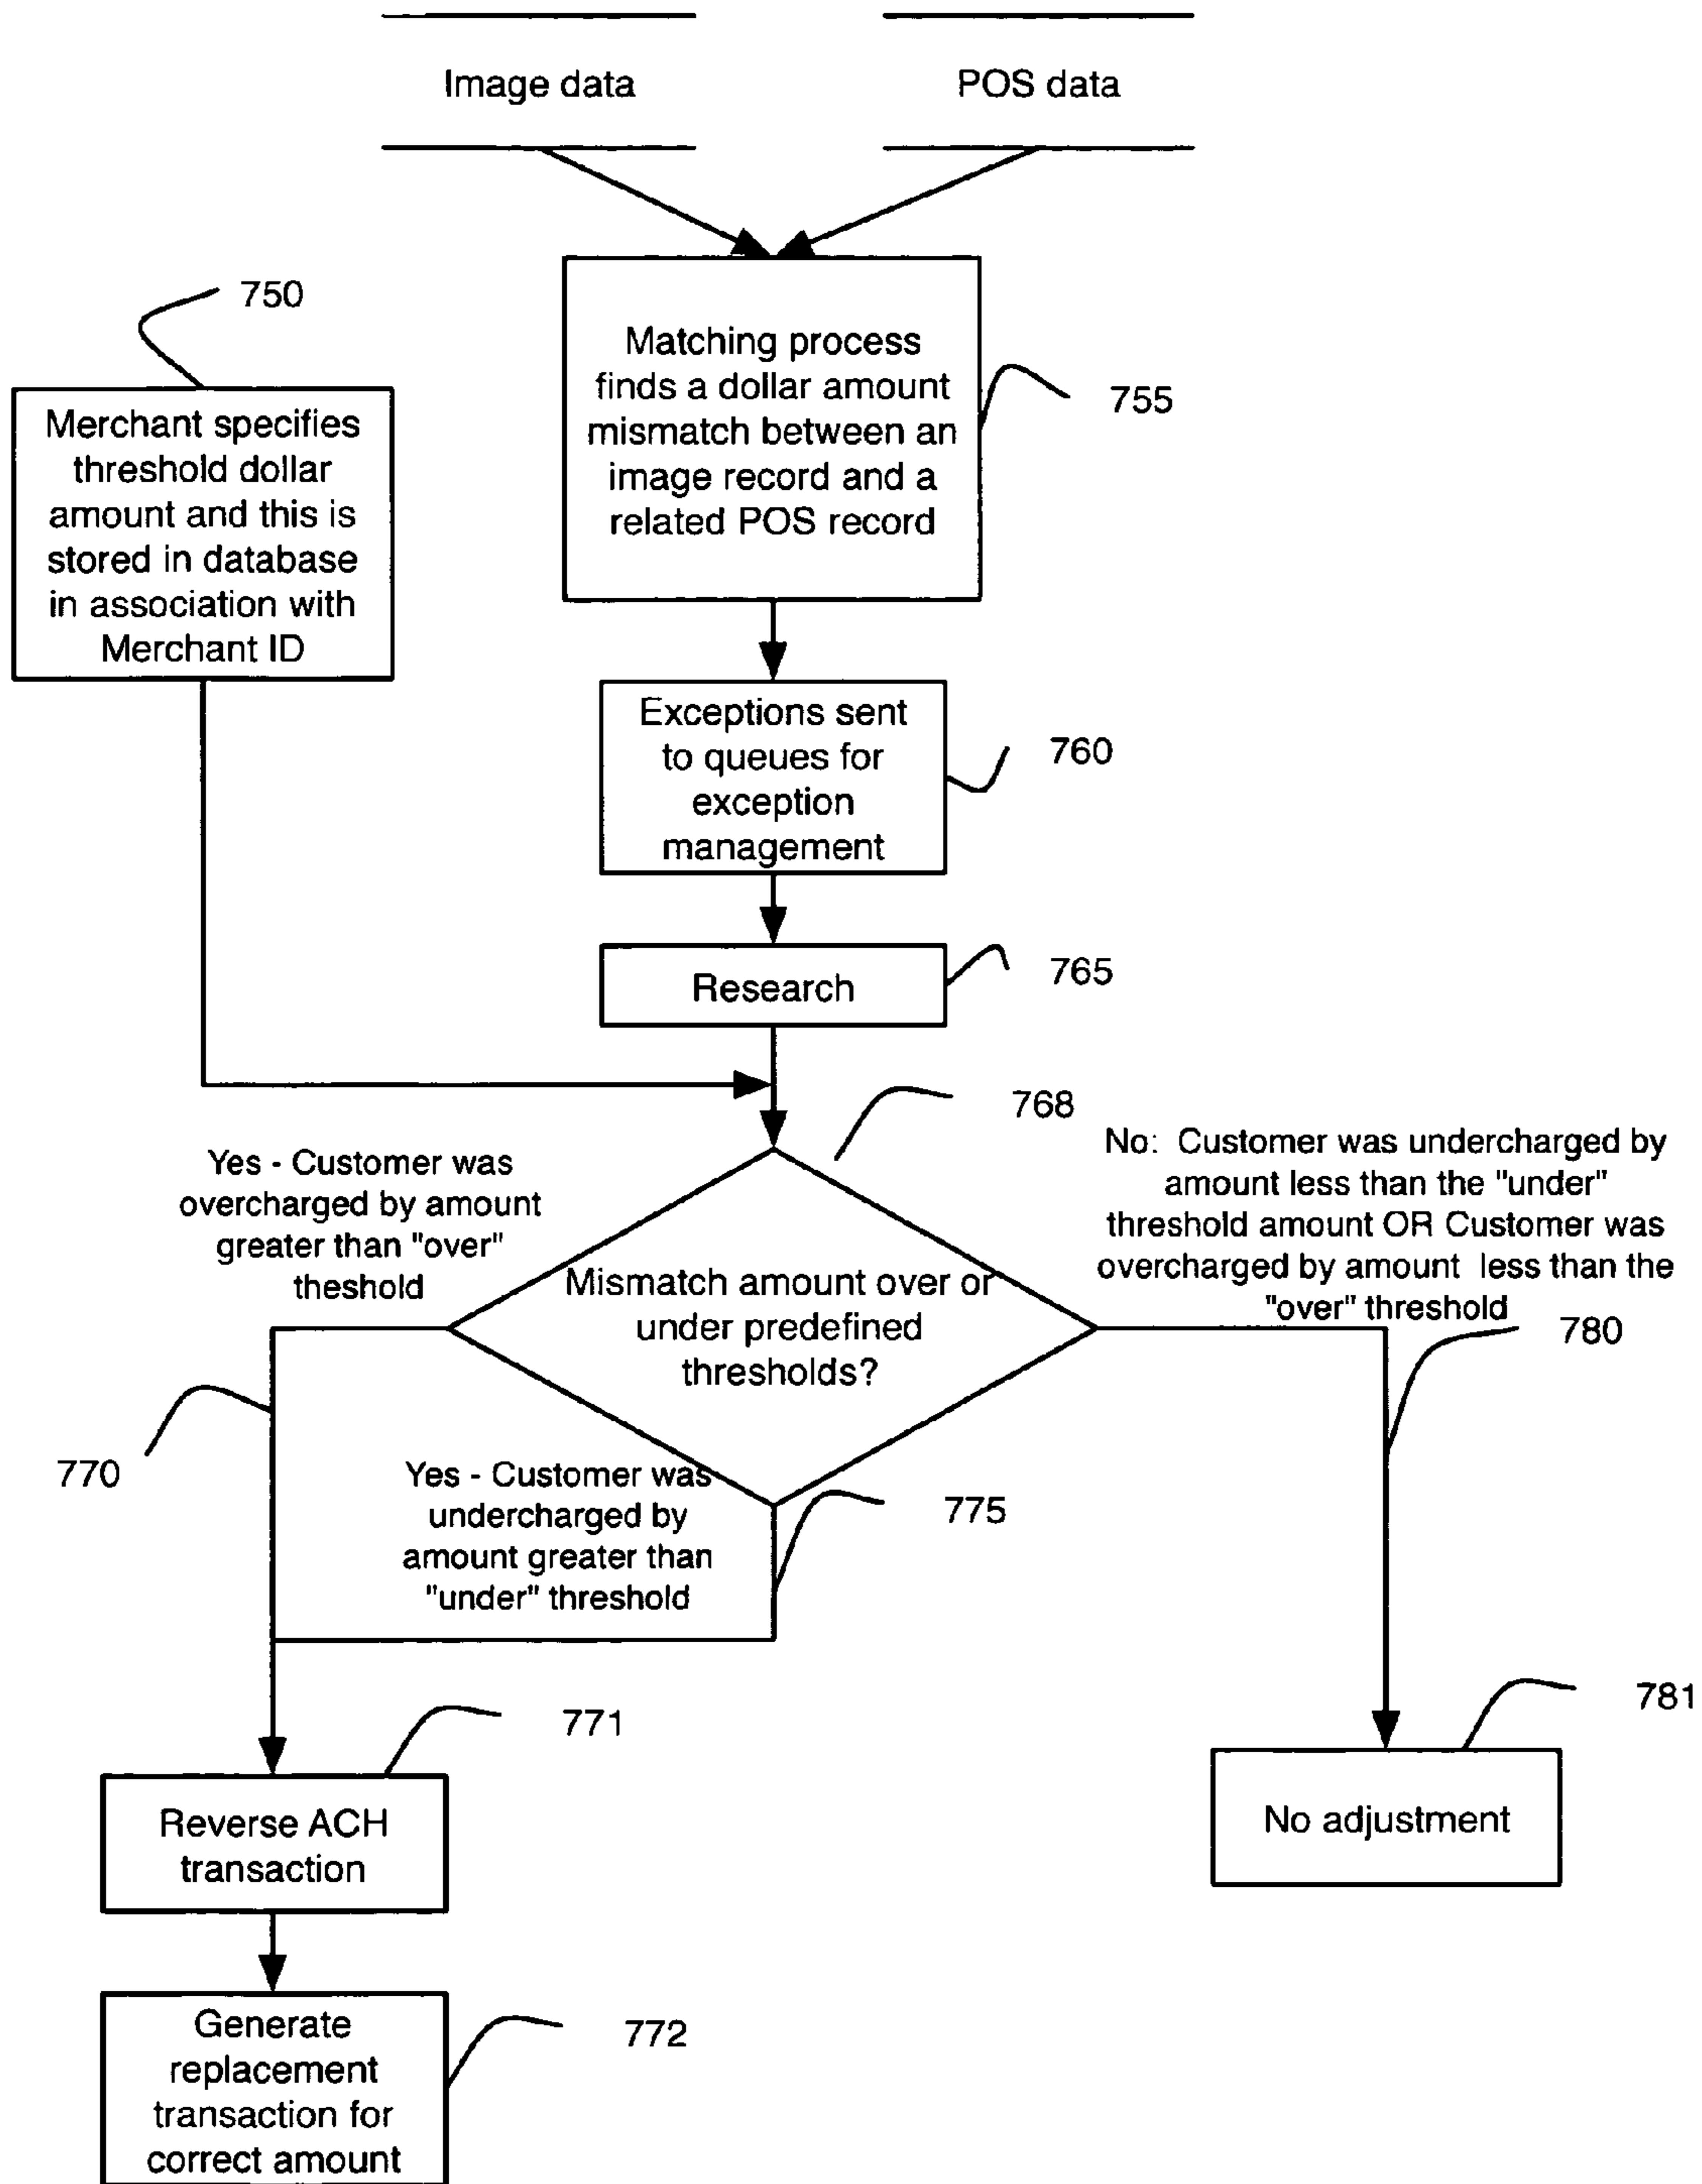 Image data
POS data
750
Merchant specifies
threshold dollar
amount and this is
stored in database
in association with
Merchant ID
Matching process
finds a dollar amount
mismatch between an
image record and a
related POS record
755
Exceptions sent
to queues for
exception
management
760
Research
765
768
Yes - Customer was
overcharged by amount
greater than "over"
theshold
Mismatch amount over or
under predefined
thresholds?
No:  Customer was undercharged by
amount less than the "under"
threshold amount OR Customer was
overcharged by amount  less than the
"over" threshold
780
770
Yes - Customer was
undercharged by
amount greater than
"under" threshold
775
771
Reverse ACH
transaction
781
No adjustment
772
Generate
replacement
transaction for
correct amount